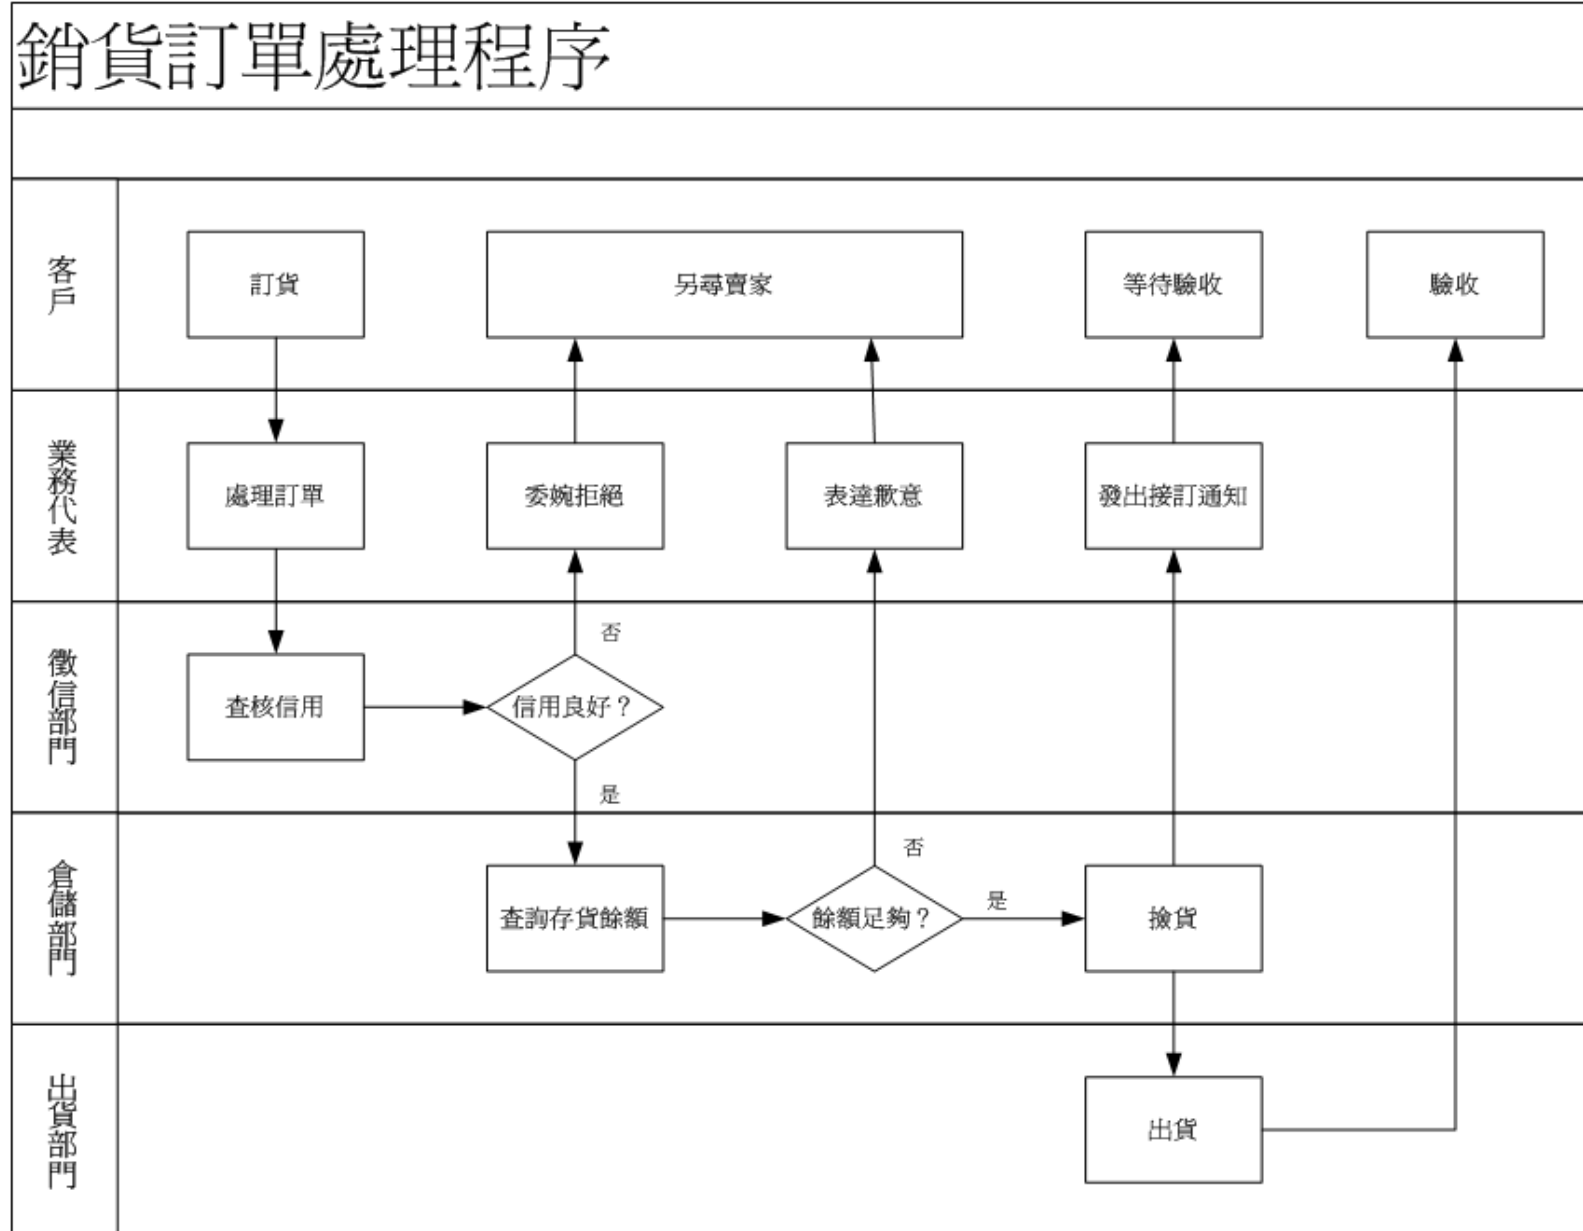 銷貨訂單處理程序
客戶
訂貨
另尋賣家
等待驗收
驗收
業務代表
處理訂單
委婉拒絕
表達歉意
發出接訂通知
徵信部門
查核信用
信用良好？
否
是
倉儲部門
查詢存貨餘額
餘額足夠？
否
是
撿貨
出貨部門
出貨